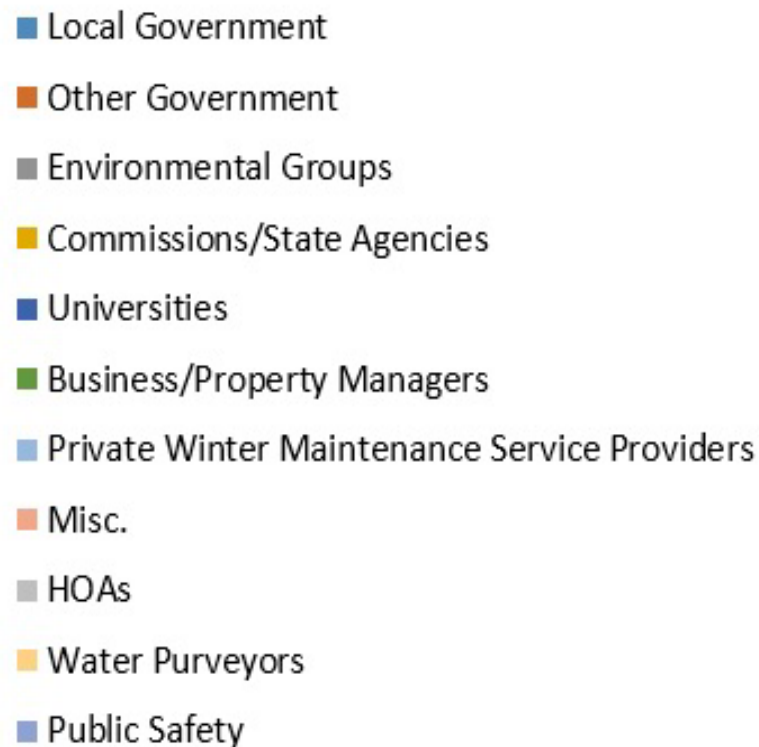 Local Government
Other Government
Environmental Groups
Commissions/State Agencies
Universities
Business/Property Managers
Private Winter Maintenance Service Providers
Misc.
HOAs
Water Purveyors
Public Safety